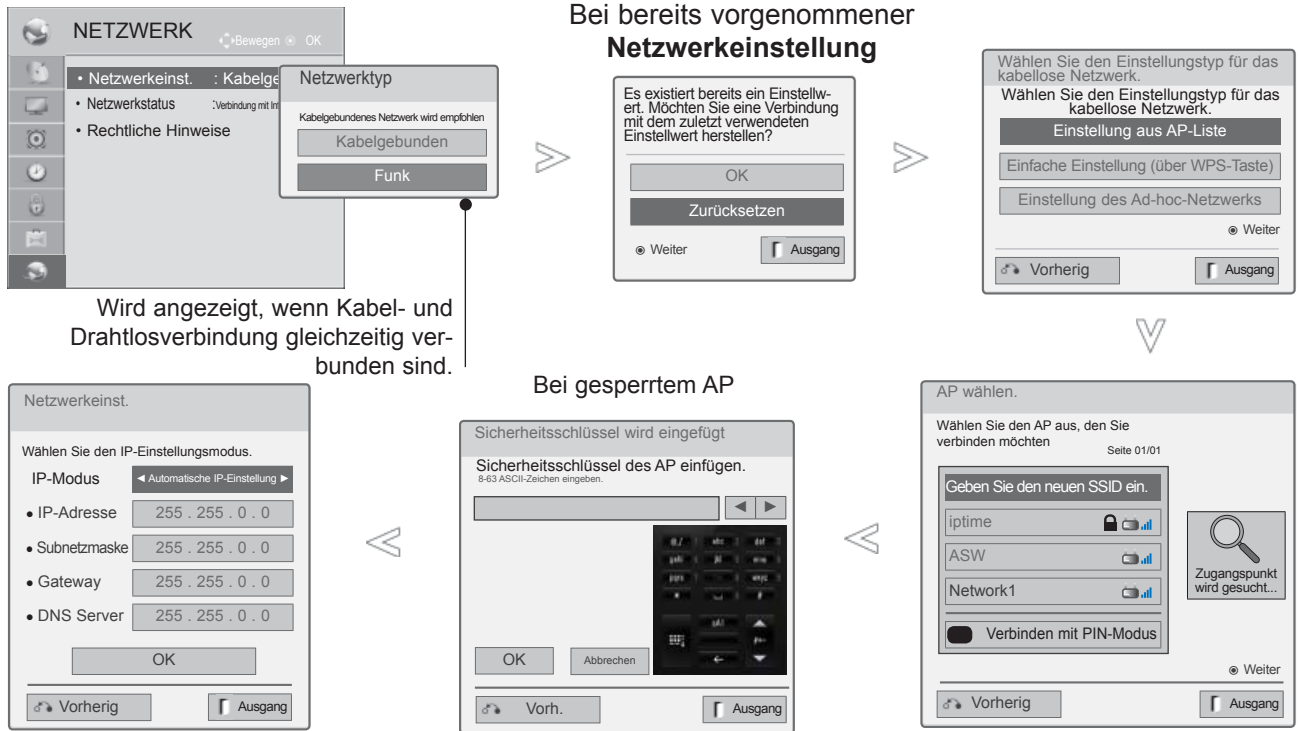 NETZWERK
Bewegen OK
• Netzwerkeinst. : Kabelge
• Netzwerkstatus :Verbindung mit Int
• Rechtliche Hinweise
Netzwerktyp
Kabelgebundenes Netzwerk wird empfohlen
Kabelgebunden
Funk
Wird angezeigt, wenn Kabel- und
Drahtlosverbindung gleichzeitig ver-
bunden sind.
Bei bereits vorgenommener
Netzwerkeinstellung
Es existiert bereits ein Einstellw-
ert. Möchten Sie eine Verbindung
mit dem zuletzt verwendeten
Einstellwert herstellen?
OK
Zurücksetzen
Weiter
Ausgang
Wählen Sie den Einstellungstyp für das
kabellose Netzwerk.
Wählen Sie den Einstellungstyp für das
kabellose Netzwerk.
Einstellung aus AP-Liste
Einfache Einstellung (über WPS-Taste)
Einstellung des Ad-hoc-Netzwerks
Weiter
Vorherig
Ausgang
AP wählen.
Wählen Sie den AP aus, den Sie
verbinden möchten
Seite 01/01
Geben Sie den neuen SSID ein.
iptime
ASW
Network1
Verbinden mit PIN-Modus
Zugangspunkt
wird gesucht...
Weiter
Vorherig
Ausgang
Bei gesperrtem AP
Sicherheitsschlüssel wird eingefügt
Sicherheitsschlüssel des AP einfügen.
8-63 ASCII-Zeichen eingeben.
OK
Abbrechen
Vorh.
Ausgang
Netzwerkeinst.
Wählen Sie den IP-Einstellungsmodus.
IP-Modus ◄ Automatische IP-Einstellung ►
• IP-Adresse 255 . 255 . 0 . 0
• Subnetzmaske 255 . 255 . 0 . 0
• Gateway 255 . 255 . 0 . 0
• DNS Server 255 . 255 . 0 . 0
OK
Vorherig
Ausgang